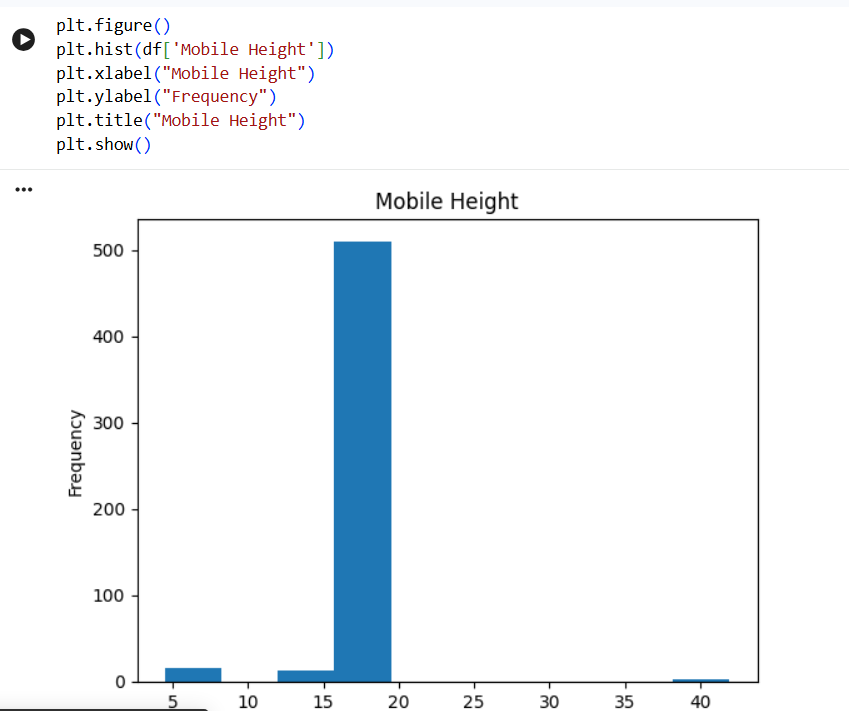 plt.figure()
plt.hist(df['Mobile Height'])
plt.xlabel("Mobile Height")
plt.ylabel("Frequency")
plt.title("Mobile Height")
plt.show()
Mobile Height
500
400
300
200
100
0
Frequency
5 10 15 20 25 30 35 40